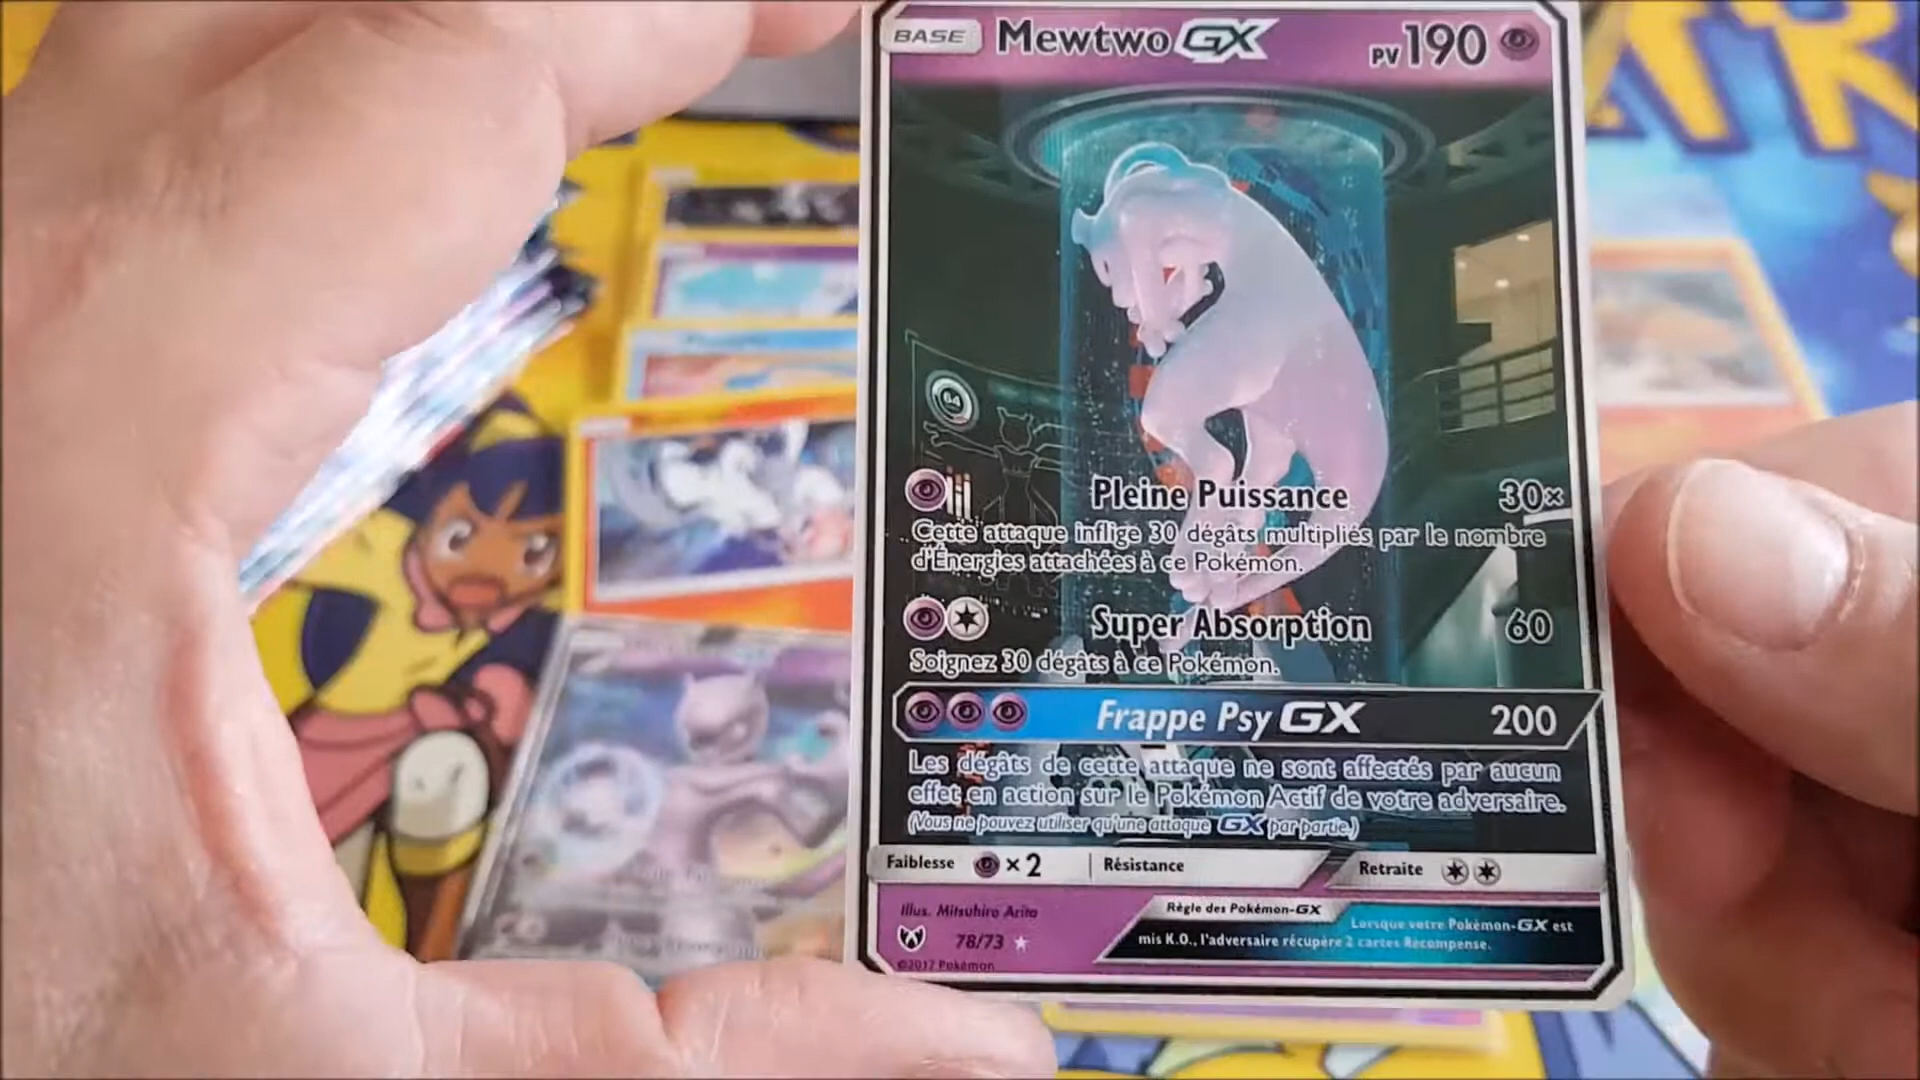 BASE Mewtwo GX PV 190
64
Pleine Puissance 30x
Cette attaque inflige 30 dégâts multipliés par le nombre
d'Énergies attachées à ce Pokémon.
Super Absorption 60
Soignez 30 dégâts à ce Pokémon.
Frappe Psy GX 200
Les dégâts de cette attaque ne sont affectés par aucun
effet en action sur le Pokémon Actif de votre adversaire.
(Vous ne pouvez utiliser qu'une attaque GX par partie.)
Faiblesse ×2 Résistance Retraite
Illus. Mitsuhiro Arita
78/73
©2017 Pokémon
Règle des Pokémon-GX
Lorsque votre Pokémon-GX est
mis K.O., l'adversaire récupère 2 cartes Récompense.